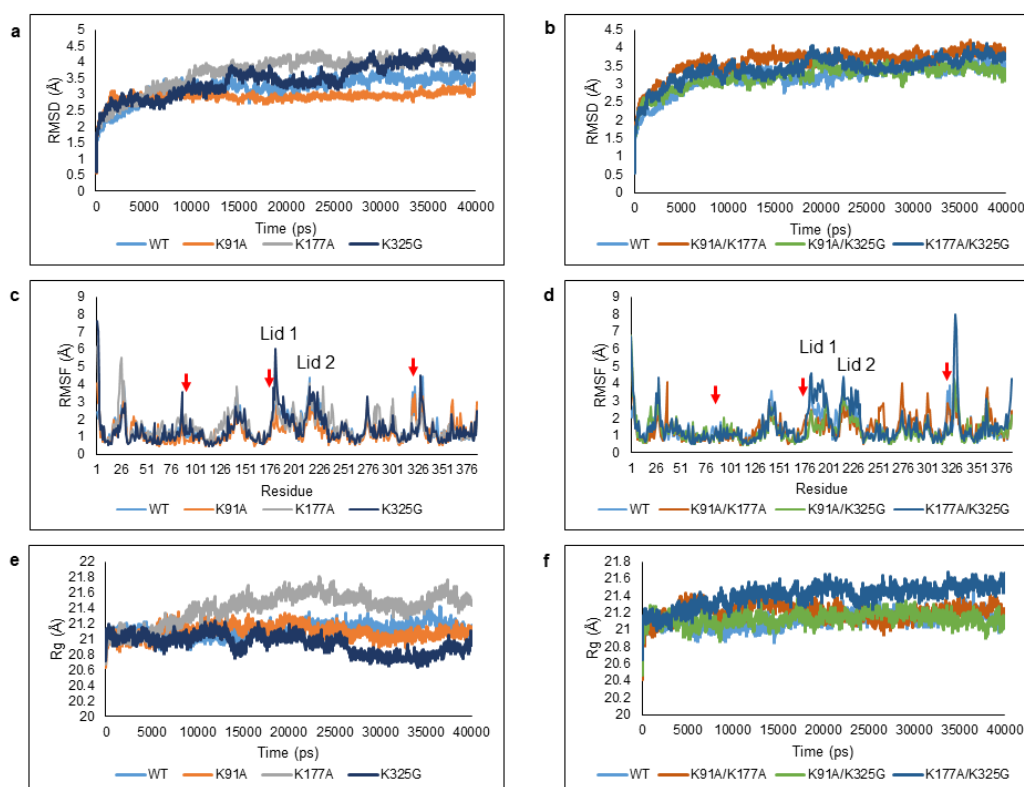 a
5
4.5
4
3.5
3
2.5
2
1.5
1
0.5
0
RMSD (Å)
0 5000 10000 15000 20000 25000 30000 35000 40000
Time (ps)
WT K91A K177A K325G
b
4.5
4
3.5
3
2.5
2
1.5
1
0.5
0
RMSD (Å)
0 5000 10000 15000 20000 25000 30000 35000 40000
Time (ps)
WT K91A/K177A K91A/K325G K177A/K325G
c
9
8
7
6
5
4
3
2
1
0
RMSF (Å)
Lid 1
Lid 2
1 26 51 76 101 126 151 176 201 226 251 276 301 326 351 376
Residue
WT K91A K177A K325G
d
9
8
7
6
5
4
3
2
1
0
RMSF (Å)
Lid 1
Lid 2
1 26 51 76 101 126 151 176 201 226 251 276 301 326 351 376
Residue
WT K91A/K177A K91A/K325G K177A/K325G
e
22
21.8
21.6
21.4
21.2
21
20.8
20.6
20.4
20.2
20
Rg (Å)
0 5000 10000 15000 20000 25000 30000 35000 40000
Time (ps)
WT K91A K177A K325G
f
21.8
21.6
21.4
21.2
21
20.8
20.6
20.4
20.2
20
Rg (Å)
0 5000 10000 15000 20000 25000 30000 35000 40000
Time (ps)
WT K91A/K177A K91A/K325G K177A/K325G